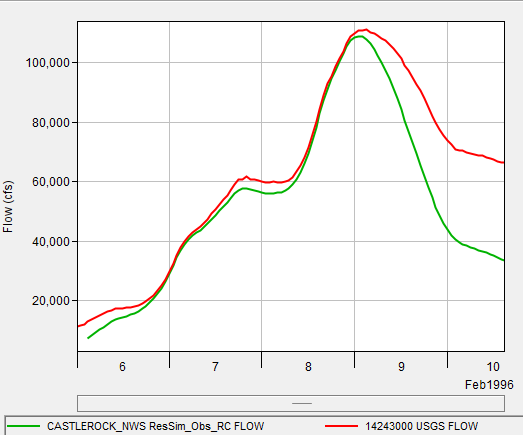 Flow (cfs)
100,000
80,000
60,000
40,000
20,000
6 7 8 9 10
Feb1996
CASTLEROCK_NWS ResSim_Obs_RC FLOW 14243000 USGS FLOW